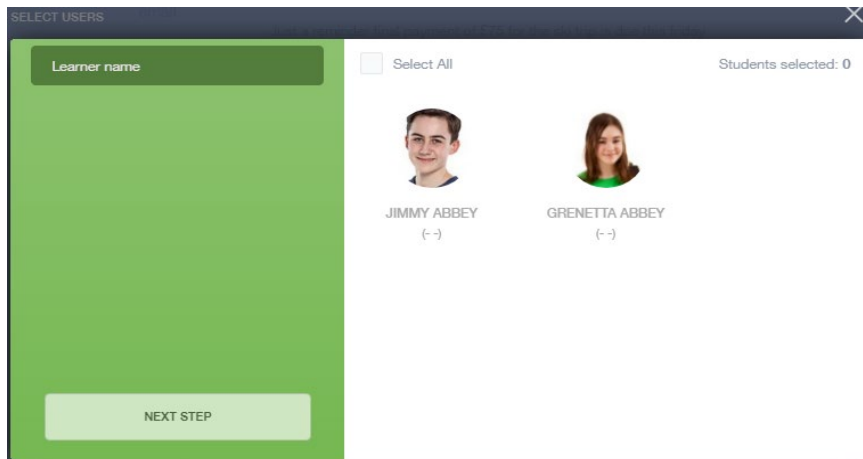 SELECT USERS
Learner name
Select All
Students selected: 0
JIMMY ABBEY
(- -)
GRENETTA ABBEY
(- -)
NEXT STEP